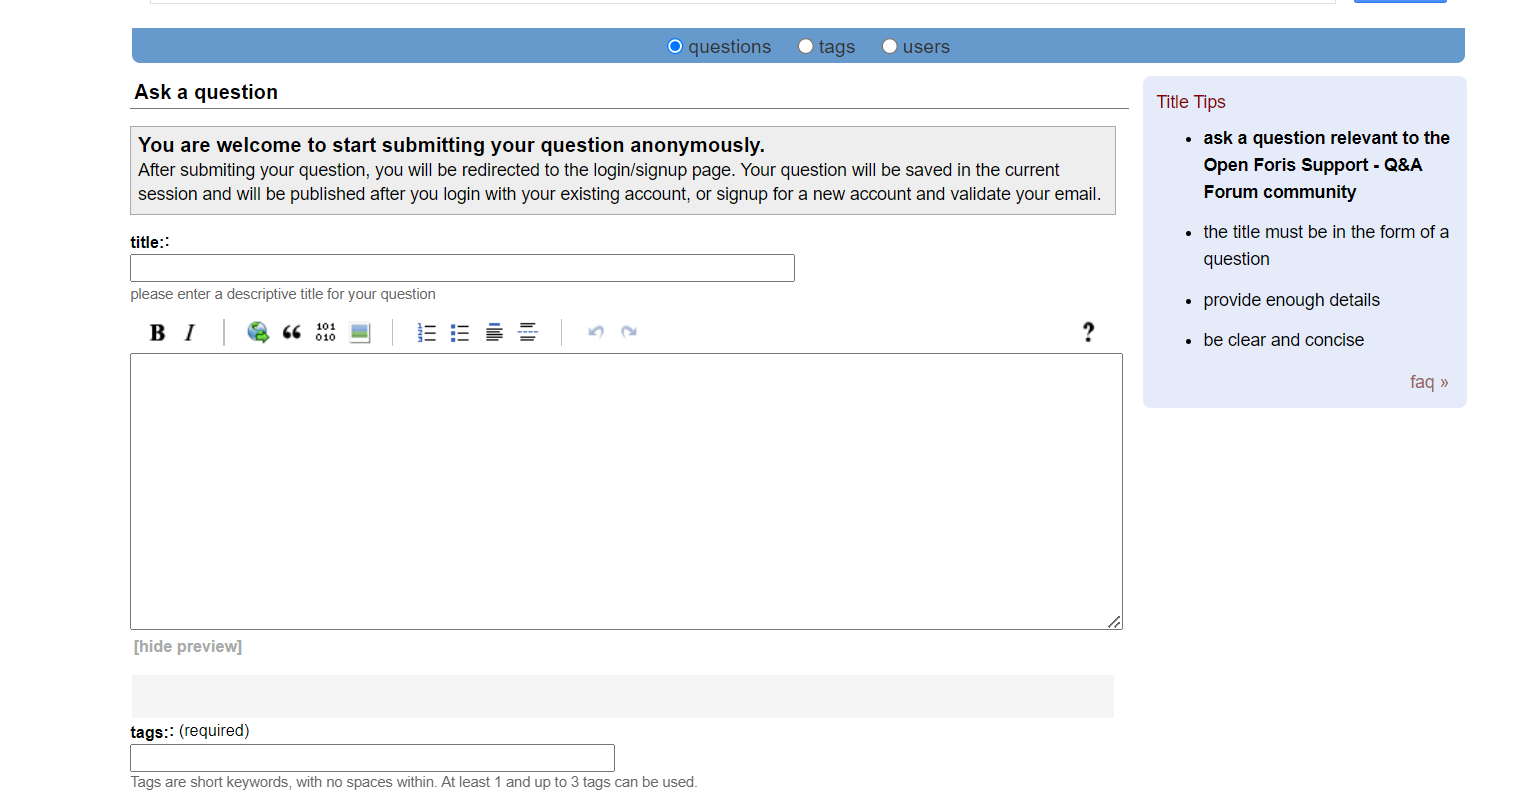 questions tags users
Ask a question
You are welcome to start submitting your question anonymously.
After submiting your question, you will be redirected to the login/signup page. Your question will be saved in the current
session and will be published after you login with your existing account, or signup for a new account and validate your email.
title::
please enter a descriptive title for your question
B I 101 010 ?
[hide preview]
tags:: (required)
Tags are short keywords, with no spaces within. At least 1 and up to 3 tags can be used.
Title Tips
ask a question relevant to the
Open Foris Support - Q&A
Forum community
the title must be in the form of a
question
provide enough details
be clear and concise
faq »